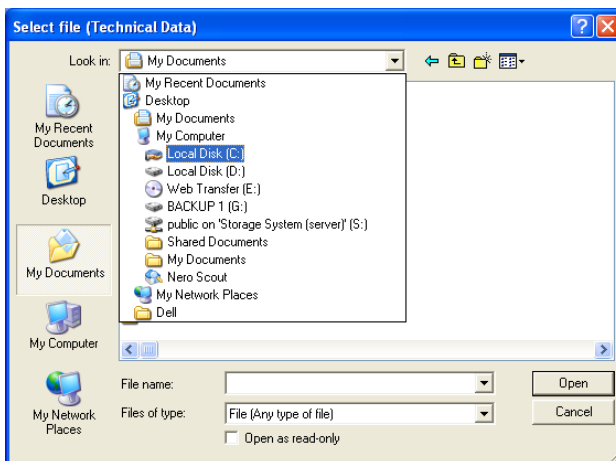 Select file (Technical Data)
Look in: My Documents
My Recent Documents
Desktop
My Documents
My Computer
Local Disk (C:)
Local Disk (D:)
Web Transfer (E:)
BACKUP 1 (G:)
public on 'Storage System (server)' (S:)
Shared Documents
My Documents
Nero Scout
My Network Places
Dell
My Recent
Documents
Desktop
My Documents
My Computer
My Network
Places
File name:
Open
Files of type: File (Any type of file)
Cancel
Open as read-only